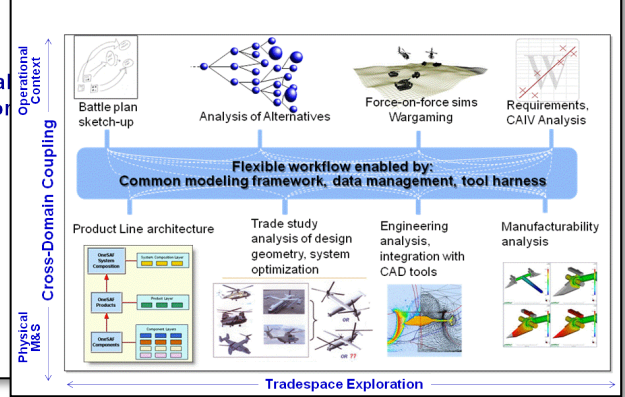 Operational
Context
Cross-Domain Coupling
Physical
M&S
Battle plan
sketch-up
Analysis of Alternatives
Force-on-force sims
Wargaming
W
Requirements,
CAIV Analysis
Flexible workflow enabled by:
Common modeling framework, data management, tool harness
Product Line architecture
Trade study
analysis of design
geometry, system
optimization
Engineering
analysis,
integration with
CAD tools
Manufacturability
analysis
OneSAF
System
Composition
System Composition Layer
OneSAF
Products
Product Layer
OneSAF
Components
Component Layers
OR
OR ??
Tradespace Exploration